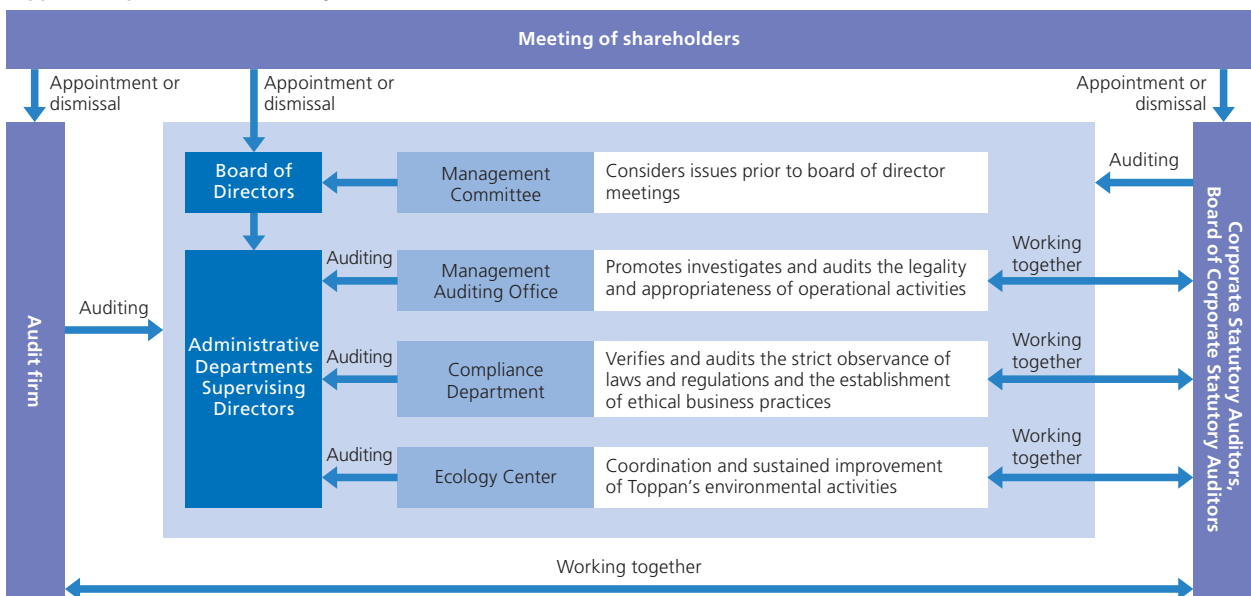 Meeting of shareholders
Appointment or
dismissal
Appointment or
dismissal
Appointment or
dismissal
Audit firm
Auditing
Board of
Directors
Management
Committee
Considers issues prior to board of director
meetings
Auditing
Administrative
Departments
Supervising
Directors
Auditing
Management
Auditing Office
Promotes investigates and audits the legality
and appropriateness of operational activities
Working
together
Auditing
Compliance
Department
Verifies and audits the strict observance of
laws and regulations and the establishment
of ethical business practices
Working
together
Auditing
Ecology Center
Coordination and sustained improvement
of Toppan’s environmental activities
Working
together
Corporate Statutory Auditors,
Board of Corporate Statutory Auditors
Working together